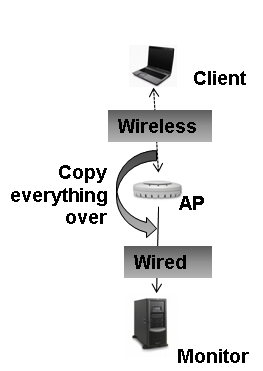 Client
Wireless
Copy
everything
over
AP
Wired
Monitor